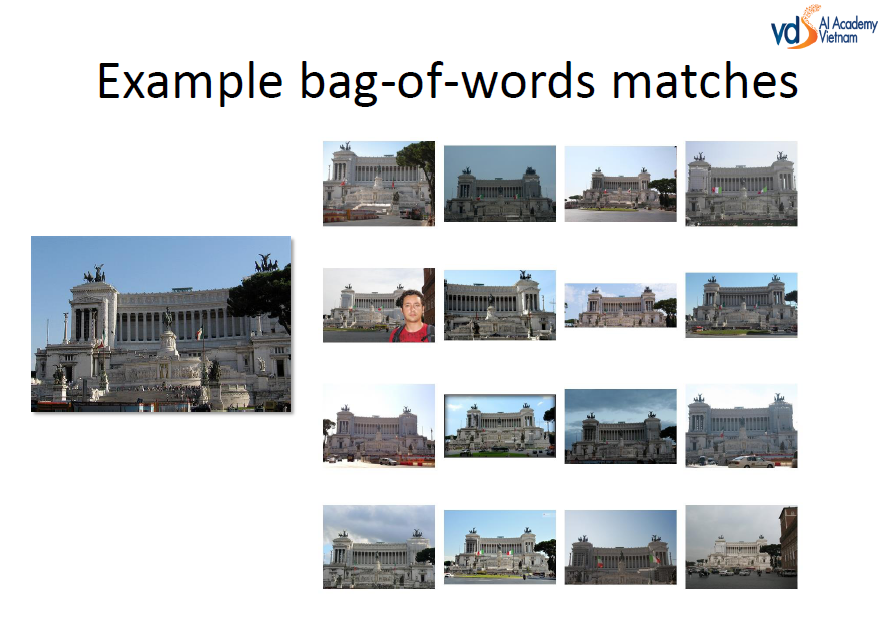 vdS AI Academy
Vietnam
Example bag-of-words matches